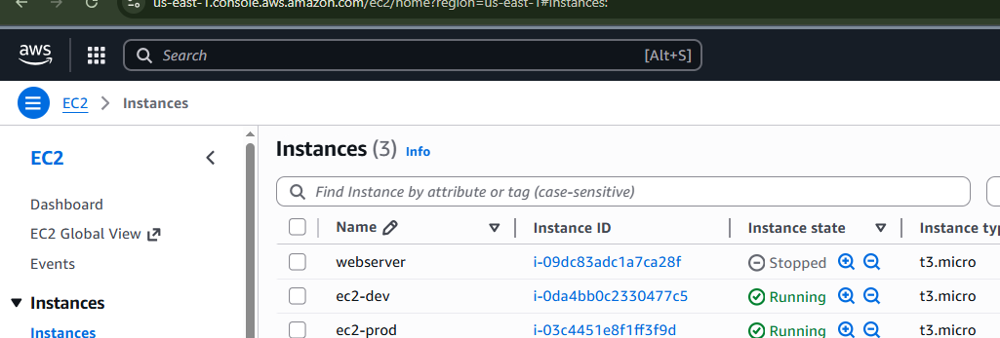 us-east-1.console.aws.amazon.com/ec2/home?region=us-east-1#Instances:
aws
Search [Alt+S]
EC2 > Instances
EC2
Dashboard
EC2 Global View
Events
Instances
Instances
Instances (3) Info
Find Instance by attribute or tag (case-sensitive)
Name Instance ID Instance state Instance typ
webserver i-09dc83adc1a7ca28f Stopped t3.micro
ec2-dev i-0da4bb0c2330477c5 Running t3.micro
ec2-prod i-03c4451e8f1ff3f9d Running t3.micro